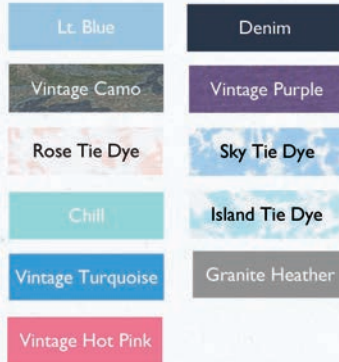 Lt. Blue
Denim
Vintage Camo
Vintage Purple
Rose Tie Dye
Sky Tie Dye
Chill
Island Tie Dye
Vintage Turquoise
Granite Heather
Vintage Hot Pink